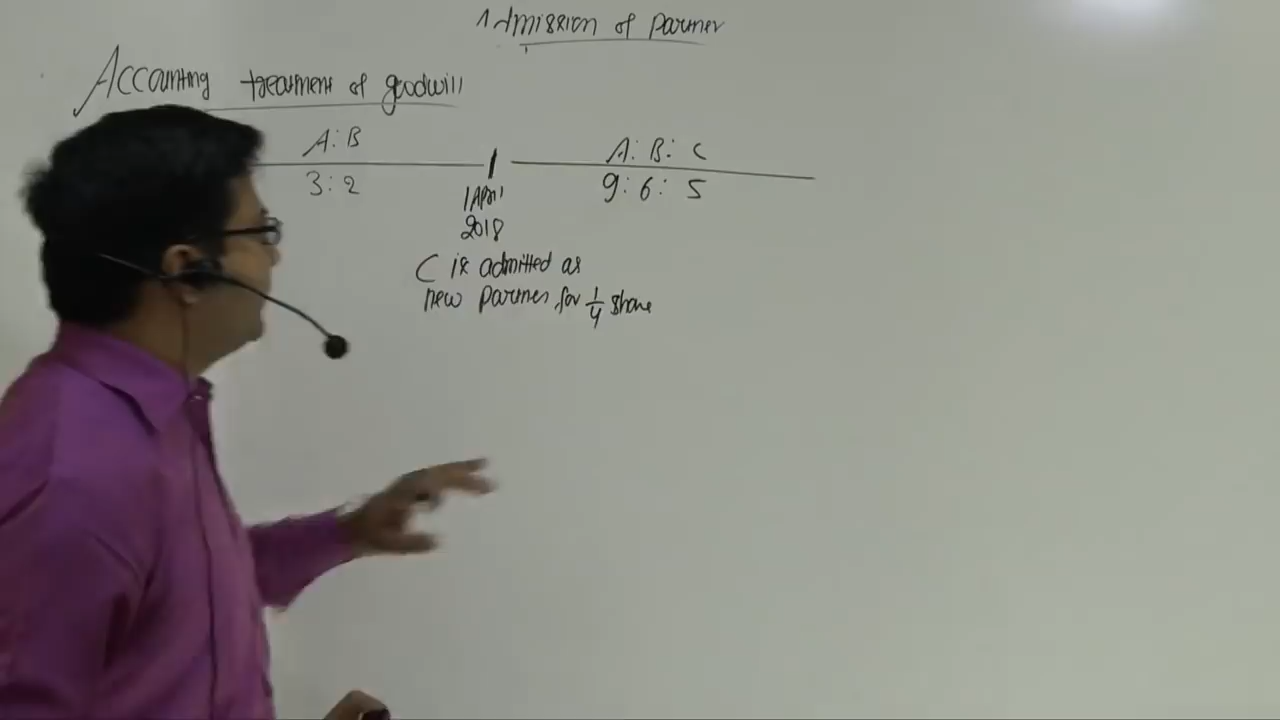 Admission of partner
Accounting treatment of goodwill
A:B
3:2
1 April
2018
A: B: C
9: 6: 5
C is admitted as
new partner for 1/4 share